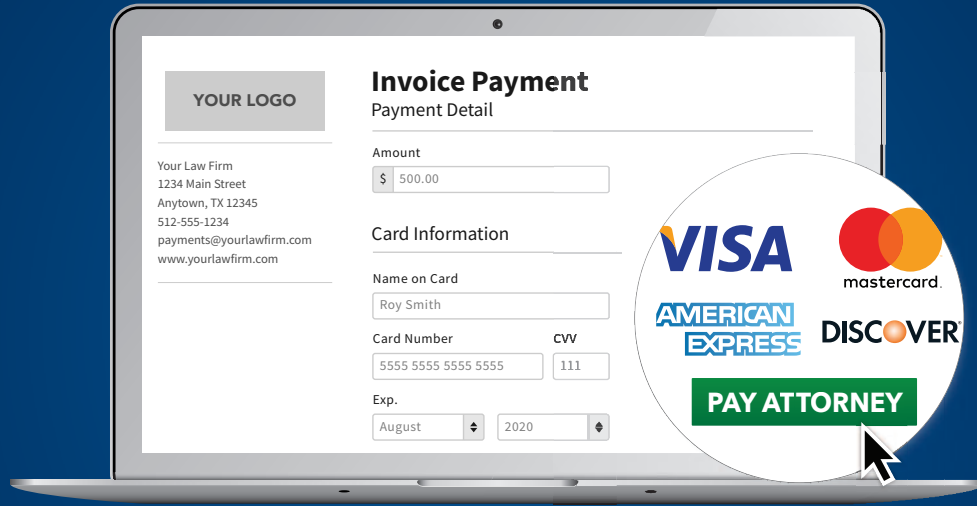 YOUR LOGO
Your Law Firm
1234 Main Street
Anytown, TX 12345
512-555-1234
payments@yourlawfirm.com
www.yourlawfirm.com
Invoice Payment
Payment Detail
Amount
$ 500.00
Card Information
Name on Card
Roy Smith
Card Number CVV
5555 5555 5555 5555 111
Exp.
August 2020
VISA
mastercard.
AMERICAN
EXPRESS
DISCOVER
PAY ATTORNEY